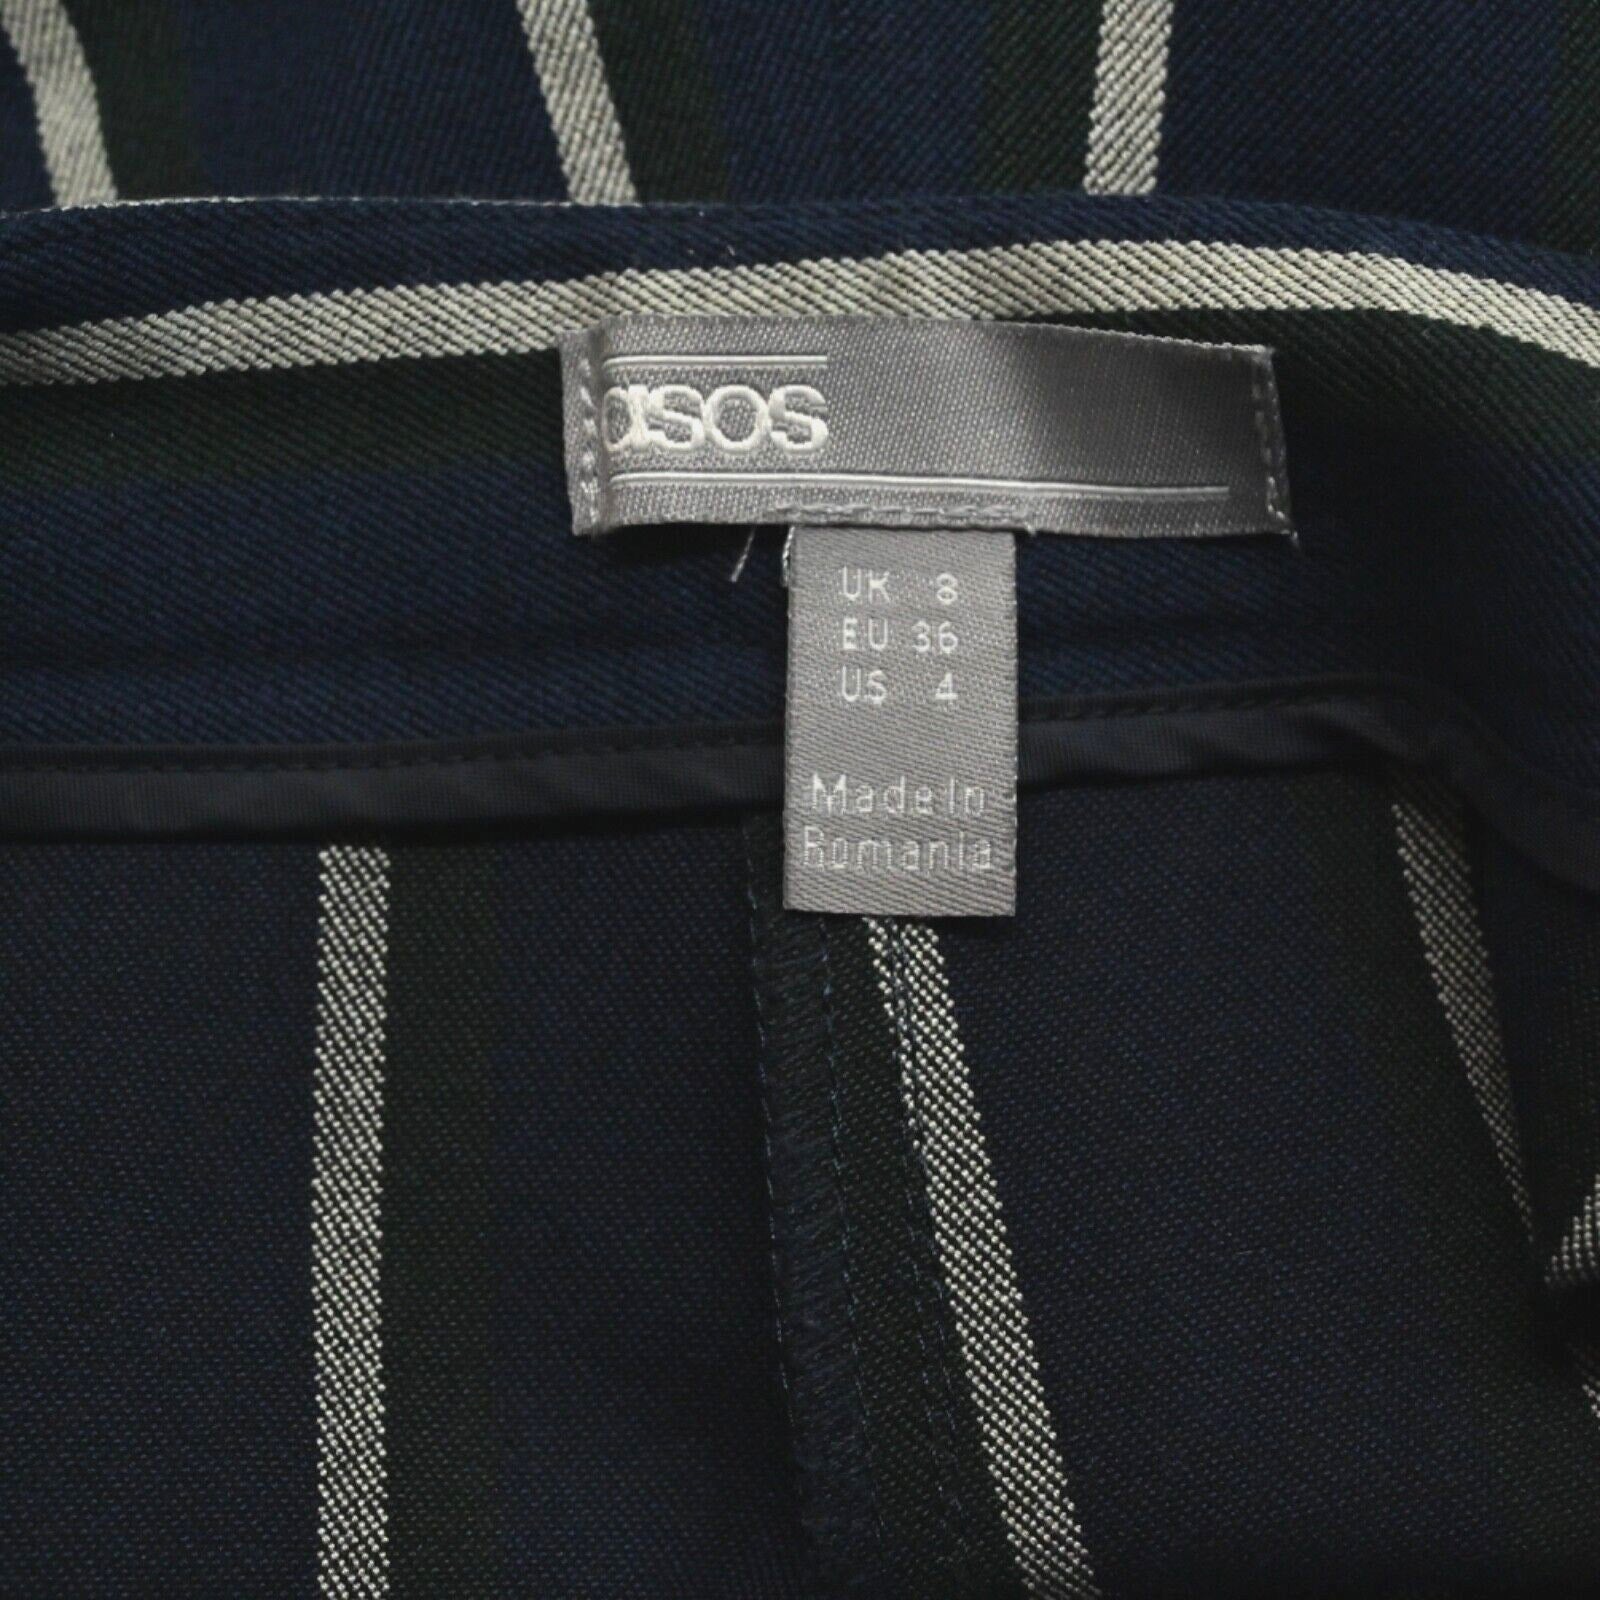 asos
UK 8
EU 36
US 4
Made In
Romania